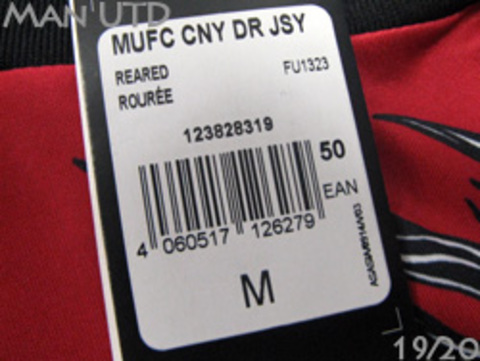 MAN'UTD
MUFC CNY DR JSY
REARED FU1323
ROURÉE
123828319
50
EAN
4 060517 126279
M
19/20